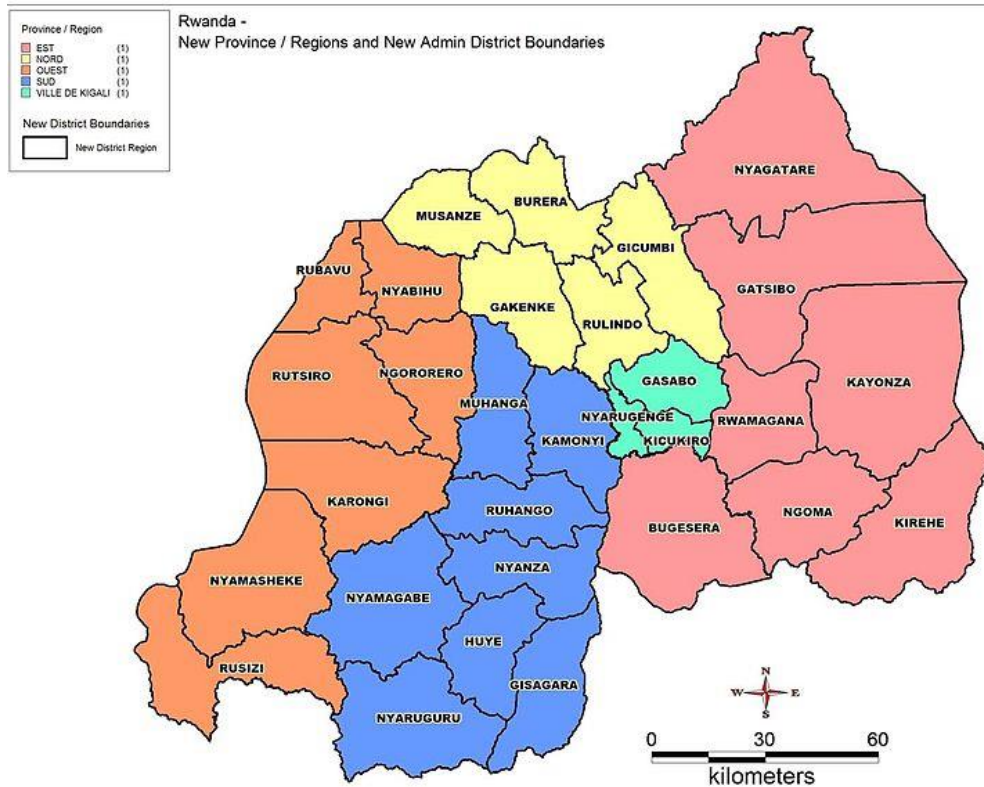 Rwanda -
New Province / Regions and New Admin District Boundaries
Province / Region
EST (1)
NORD (1)
OUEST (1)
SUD (1)
VILLE DE KIGALI (1)
New District Boundaries
New District Region
NYAGATARE
BURERA
MUSANZE
GICUMBI
RUBAVU
NYABIHU
GATSIBO
GAKENKE
RULINDO
RUTSIRO
NGORORERO
GASABO
KAYONZA
MUHANGA
NYARUGENGE
RWAMAGANA
KAMONYI
KICUKIRO
KARONGI
RUHANGO
NGOMA
BUGESERA
KIREHE
NYANZA
NYAMASHEKE
NYAMAGABE
HUYE
RUSIZI
GISAGARA
NYARUGURU
N
W E
S
0 30 60
kilometers